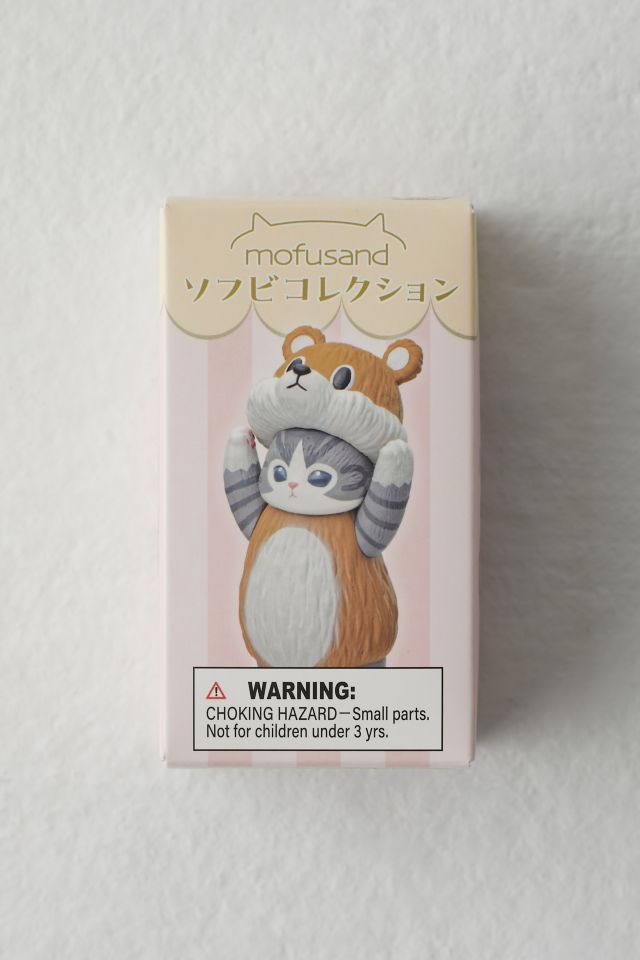 mofusand
ソフビコレクション
WARNING:
CHOKING HAZARD—Small parts.
Not for children under 3 yrs.